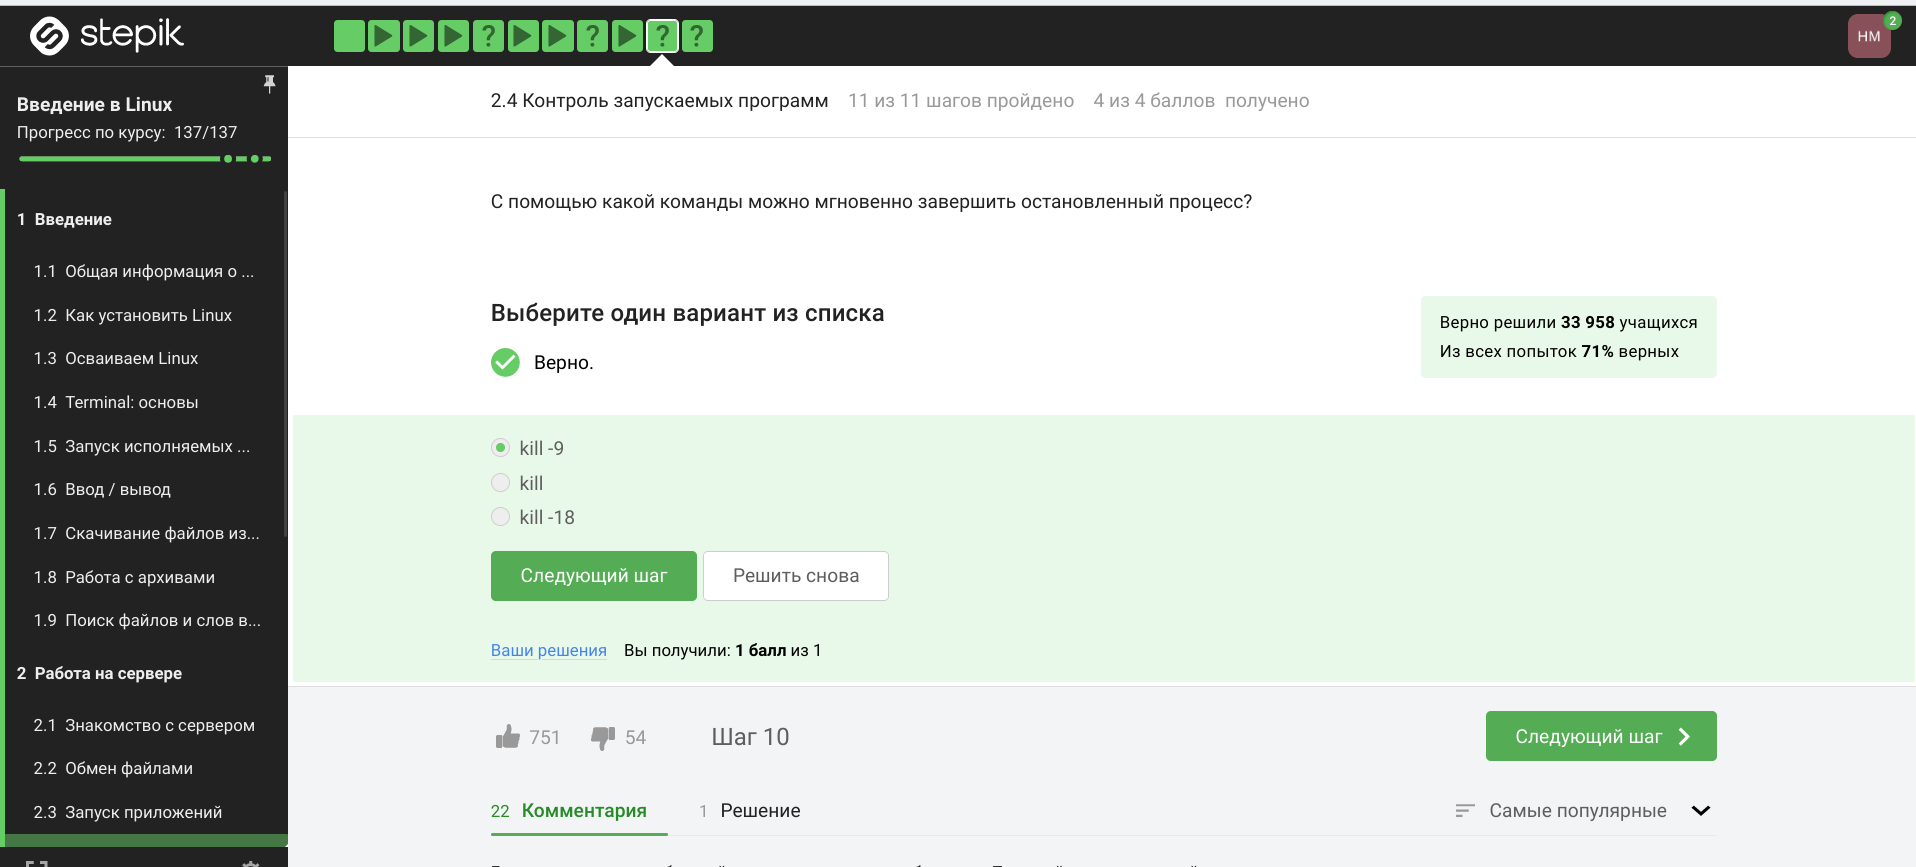 stepik
? ? ? ?
НМ
2
Введение в Linux
Прогресс по курсу: 137/137
1 Введение
1.1 Общая информация о ...
1.2 Как установить Linux
1.3 Осваиваем Linux
1.4 Terminal: основы
1.5 Запуск исполняемых ...
1.6 Ввод / вывод
1.7 Скачивание файлов из...
1.8 Работа с архивами
1.9 Поиск файлов и слов в...
2 Работа на сервере
2.1 Знакомство с сервером
2.2 Обмен файлами
2.3 Запуск приложений
2.4 Контроль запускаемых программ 11 из 11 шагов пройдено 4 из 4 баллов получено
С помощью какой команды можно мгновенно завершить остановленный процесс?
Выберите один вариант из списка
Верно.
Верно решили 33 958 учащихся
Из всех попыток 71% верных
kill -9
kill
kill -18
Следующий шаг Решить снова
Ваши решения Вы получили: 1 балл из 1
751 54 Шаг 10 Следующий шаг
22 Комментария 1 Решение Самые популярные